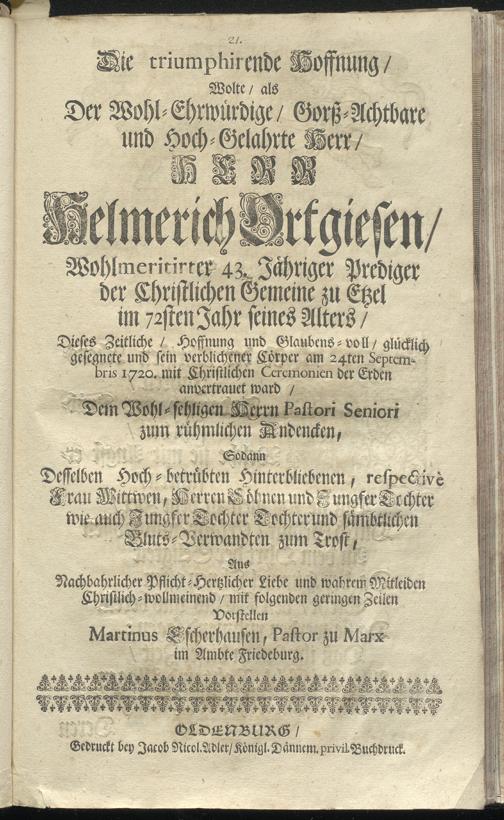 21.
Die triumphirende Hoffnung /
Wolte / als
Der Wohl-Ehrwürdige / Gorß-Achtbare
und Hoch-Gelahrte Herr /
HERR
Helmerich Ortgiesen /
Wohlmeritirter 43. Jähriger Prediger
der Christlichen Gemeine zu Etzel
im 72sten Jahr seines Alters /
Dieses Zeitliche / Hoffnung und Glaubens-voll / glücklich
gesegnete und sein verblichener Cörper am 24ten Septem-
bris 1720. mit Christlichen Ceremonien der Erden
anvertrauet ward /
Dem Wohl-sehligen Herrn Pastori Seniori
zum rühmlichen Andencken,
Sodann
Desselben Hoch-betrübten Hinterbliebenen, respectivè
Frau Wittwen, Herren Söhnen und Jungfer Tochter
wie auch Jungfer Tochter Tochter und sämbtlichen
Bluts-Verwandten zum Trost,
Aus
Nachbahrlicher Pflicht-Hertzlicher Liebe und wahrem Mitleiden
Christlich-wollmeinend / mit folgenden geringen Zeilen
Vorstellen
Martinus Escherhausen, Pastor zu Marx
im Ambte Friedeburg.
OLDENBURG /
Gedruckt bey Jacob Nicol. Adler / Königl. Dännem. privil. Buchdruck.